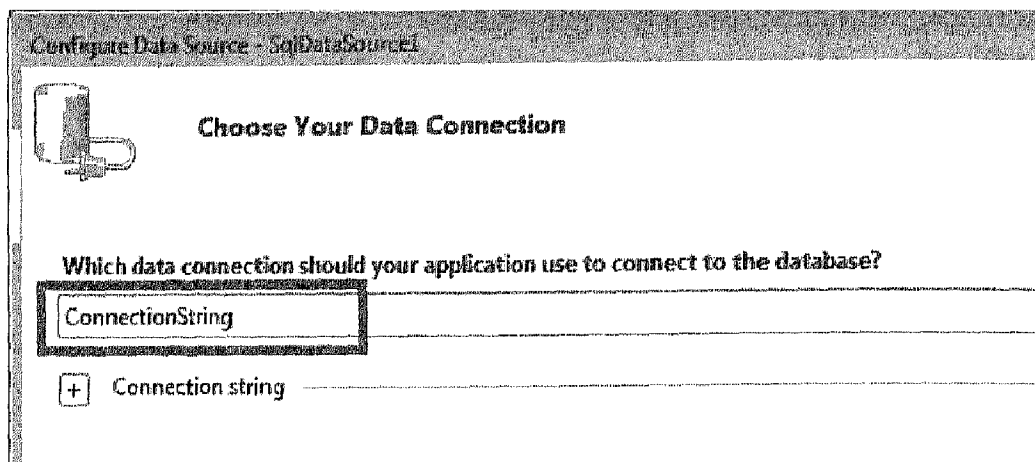 Configure Data Source - SqlDataSource1
Choose Your Data Connection
Which data connection should your application use to connect to the database?
ConnectionString
+ Connection string